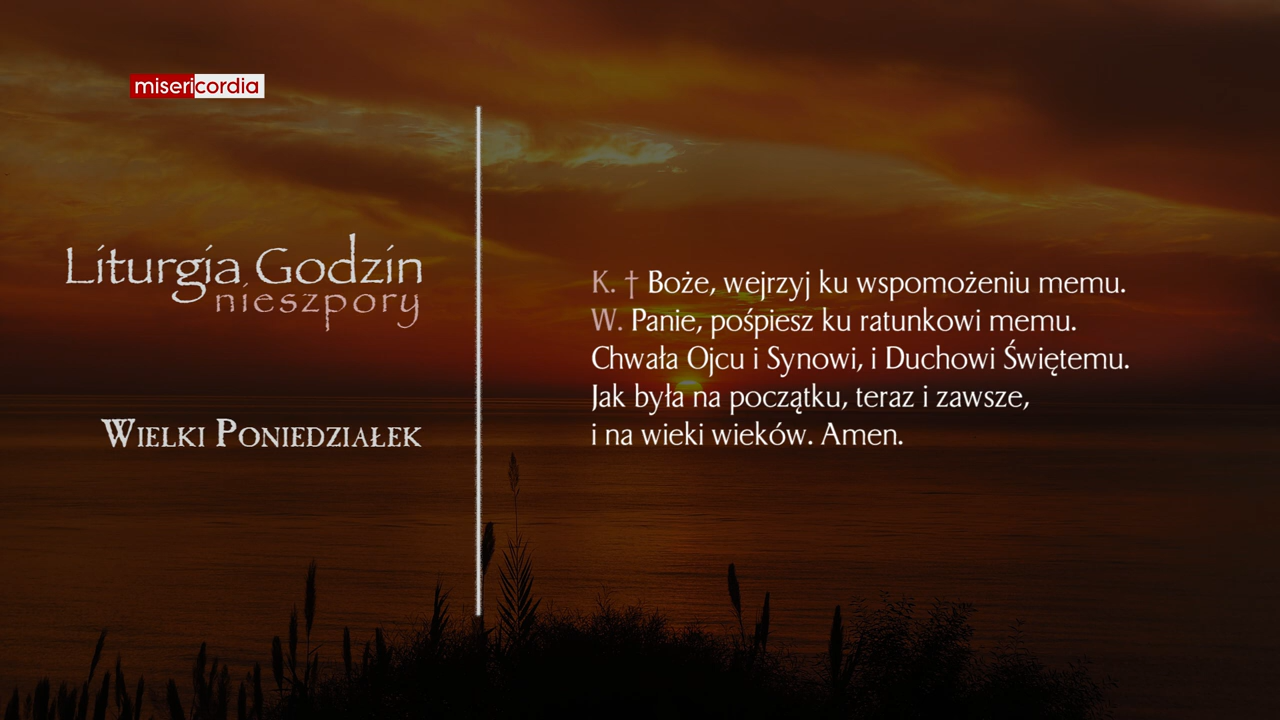 misericordia
Liturgia Godzin
nieszpory
Wielki Poniedziałek
K. † Boże, wejrzyj ku wspomożeniu memu.
W. Panie, pośpiesz ku ratunkowi memu.
Chwała Ojcu i Synowi, i Duchowi Świętemu.
Jak była na początku, teraz i zawsze,
i na wieki wieków. Amen.